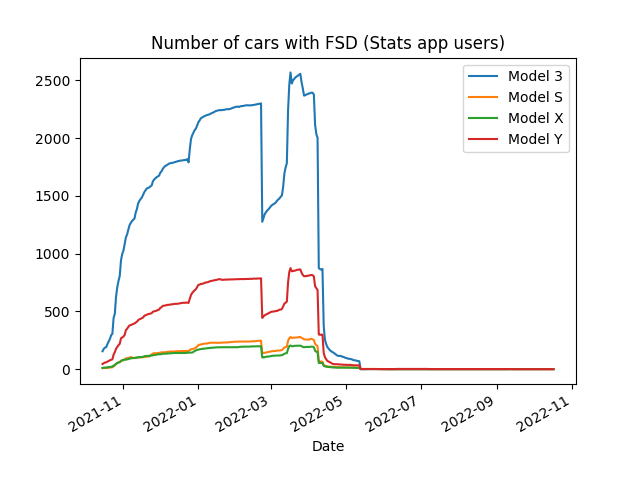 Number of cars with FSD (Stats app users)
2500
2000
1500
1000
500
0
Model 3
Model S
Model X
Model Y
2021-11
2022-01
2022-03
2022-05
2022-07
2022-09
2022-11
Date